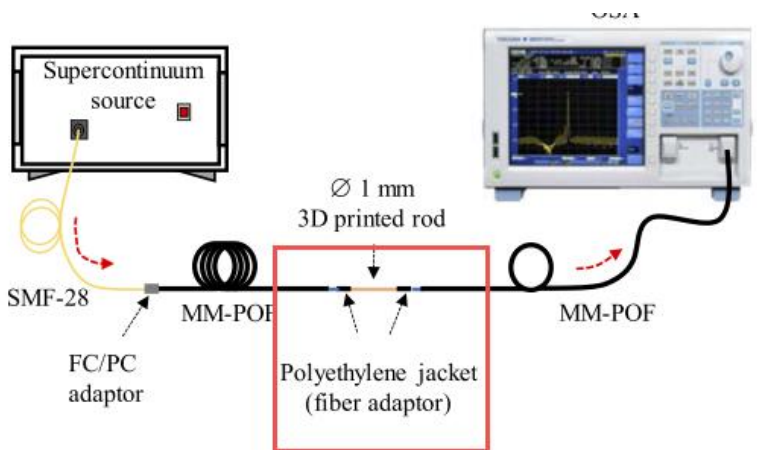 OSA
Supercontinuum
source
∅ 1 mm
3D printed rod
SMF-28
MM-POF
MM-POF
FC/PC
adaptor
Polyethylene jacket
(fiber adaptor)